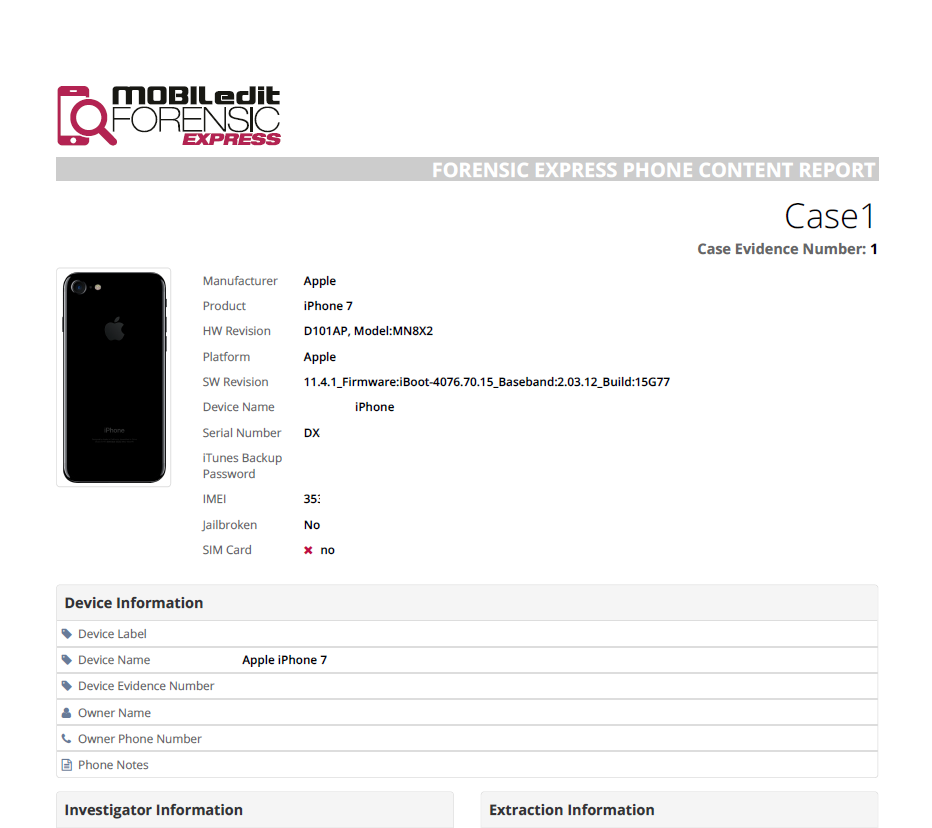 MOBILedit
FORENSIC
EXPRESS
FORENSIC EXPRESS PHONE CONTENT REPORT
Case1
Case Evidence Number: 1
Manufacturer Apple
Product iPhone 7
HW Revision D101AP, Model:MN8X2
Platform Apple
SW Revision 11.4.1_Firmware:iBoot-4076.70.15_Baseband:2.03.12_Build:15G77
Device Name iPhone
Serial Number DX
iTunes Backup
Password
IMEI 353
Jailbroken No
SIM Card ✖ no
iPhone
Device Information
Device Label
Device Name Apple iPhone 7
Device Evidence Number
Owner Name
Owner Phone Number
Phone Notes
Investigator Information
Extraction Information